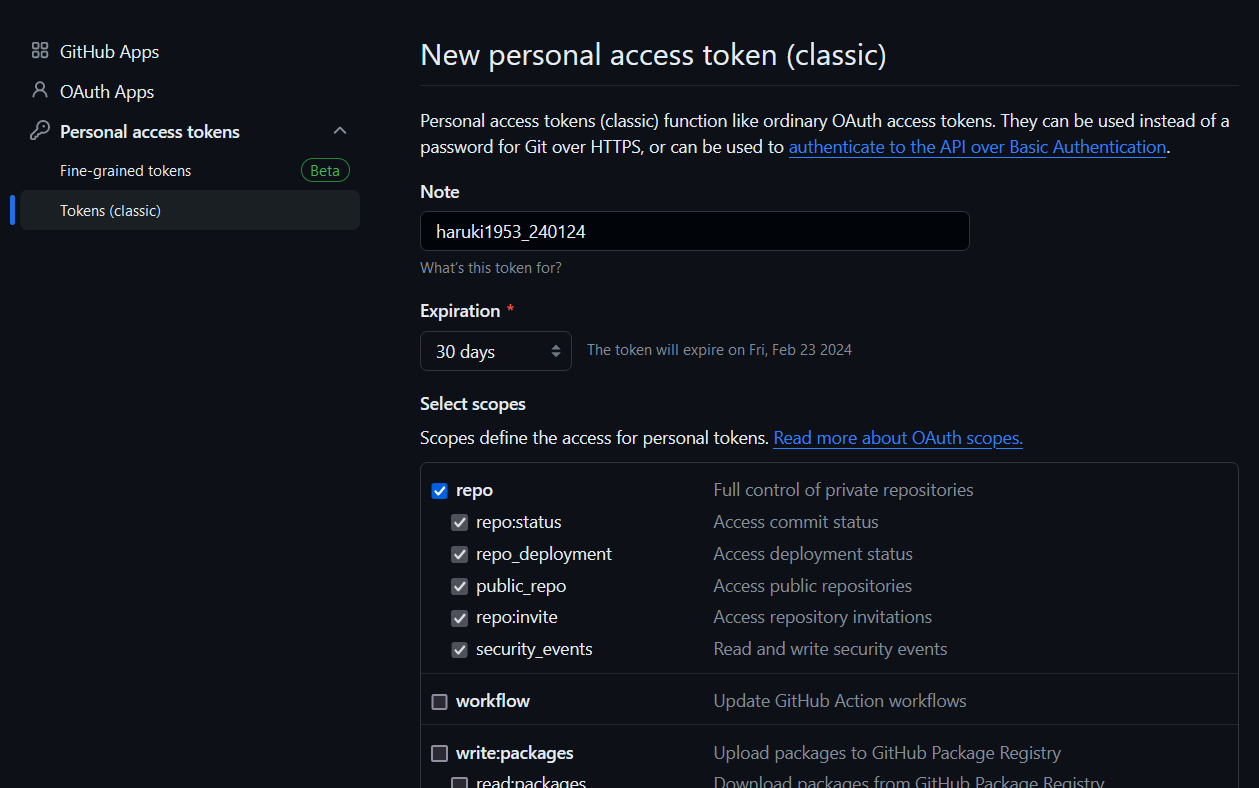 GitHub Apps
OAuth Apps
Personal access tokens
Fine-grained tokens Beta
Tokens (classic)
New personal access token (classic)
Personal access tokens (classic) function like ordinary OAuth access tokens. They can be used instead of a
password for Git over HTTPS, or can be used to authenticate to the API over Basic Authentication.
Note
haruki1953_240124
What's this token for?
Expiration *
30 days The token will expire on Fri, Feb 23 2024
Select scopes
Scopes define the access for personal tokens. Read more about OAuth scopes.
repo Full control of private repositories
repo:status Access commit status
repo_deployment Access deployment status
public_repo Access public repositories
repo:invite Access repository invitations
security_events Read and write security events
workflow Update GitHub Action workflows
write:packages Upload packages to GitHub Package Registry
read:packages Download packages from GitHub Package Registry